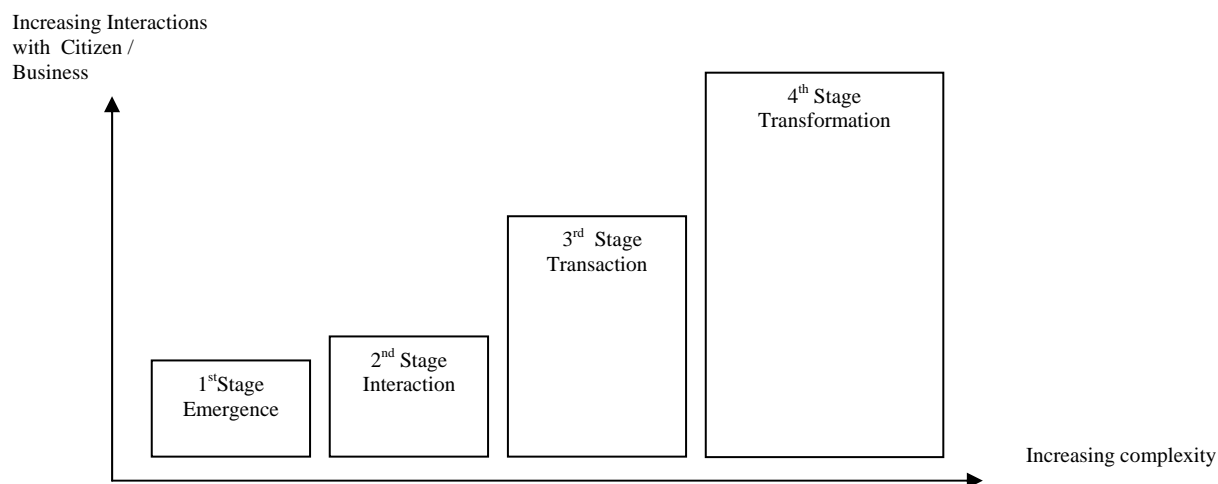 Increasing Interactions
with Citizen /
Business
4th Stage
Transformation
3rd Stage
Transaction
2nd Stage
Interaction
1stStage
Emergence
Increasing complexity